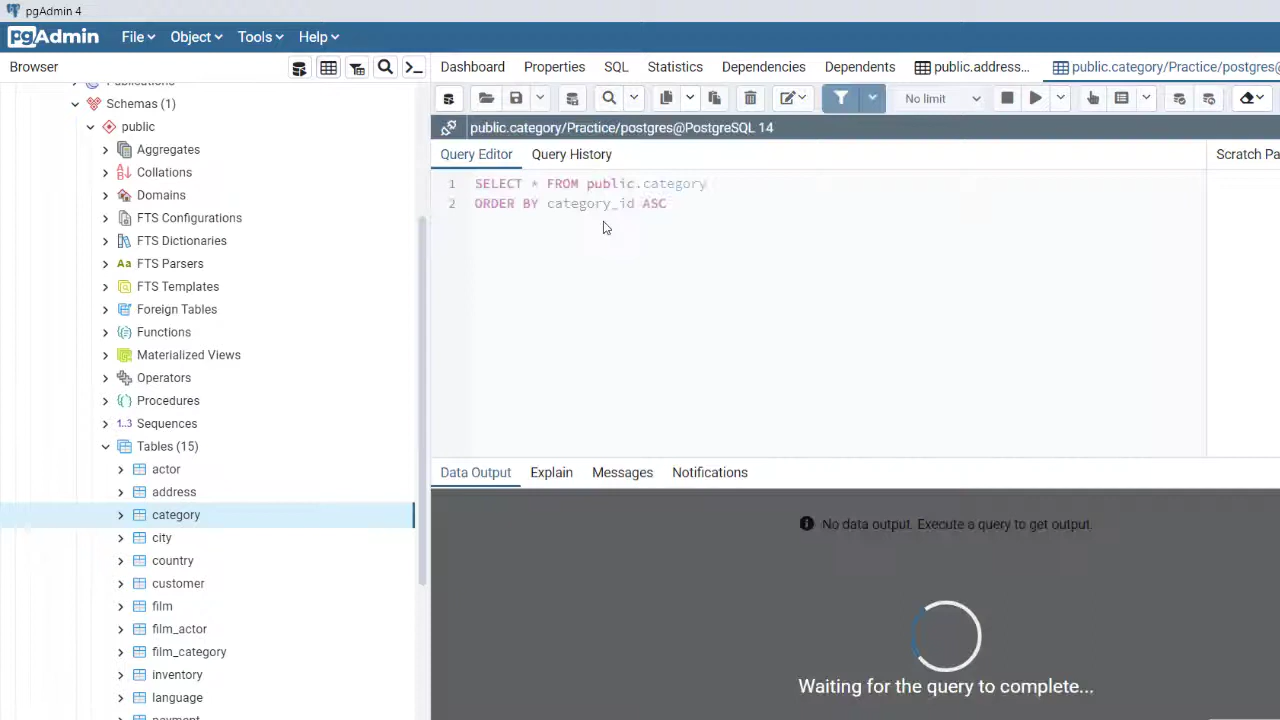 pgAdmin 4
pgAdmin File Object Tools Help
Browser
Dashboard Properties SQL Statistics Dependencies Dependents public.address... public.category/Practice/postgres@
No limit
public.category/Practice/postgres@PostgreSQL 14
Query Editor Query History
Scratch Pa
1 SELECT * FROM public.category
2 ORDER BY category_id ASC
Publications
Schemas (1)
public
Aggregates
Collations
Domains
FTS Configurations
FTS Dictionaries
Aa FTS Parsers
FTS Templates
Foreign Tables
Functions
Materialized Views
Operators
Procedures
1..3 Sequences
Tables (15)
actor
address
category
city
country
customer
film
film_actor
film_category
inventory
language
payment
Data Output Explain Messages Notifications
No data output. Execute a query to get output.
Waiting for the query to complete...